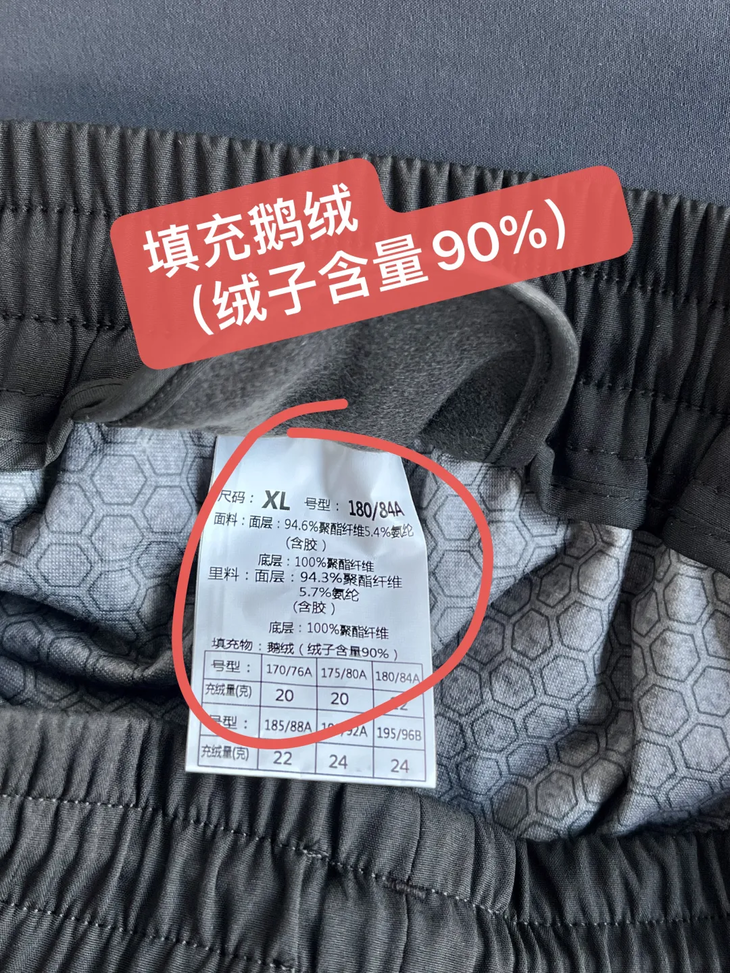 填充鹅绒
（绒子含量90%）
尺码： XL 号型： 180/84A
面料：面层：94.6%聚酯纤维5.4%氨纶
（含胶）
底层：100%聚酯纤维
里料：面层：94.3%聚酯纤维
5.7%氨纶
（含胶）
底层：100%聚酯纤维
填充物：鹅绒（绒子含量90%）
号型： 170/76A 175/80A 180/84A
充绒量(克) 20 20
号型： 185/88A 195/96B
充绒量(克) 22 24 24